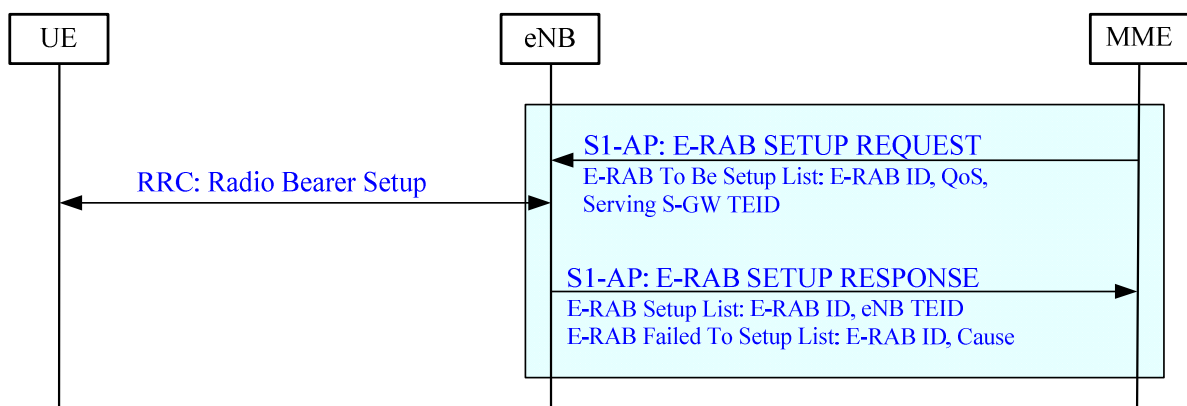 UE
eNB
MME
S1-AP: E-RAB SETUP REQUEST
E-RAB To Be Setup List: E-RAB ID, QoS,
Serving S-GW TEID
RRC: Radio Bearer Setup
S1-AP: E-RAB SETUP RESPONSE
E-RAB Setup List: E-RAB ID, eNB TEID
E-RAB Failed To Setup List: E-RAB ID, Cause